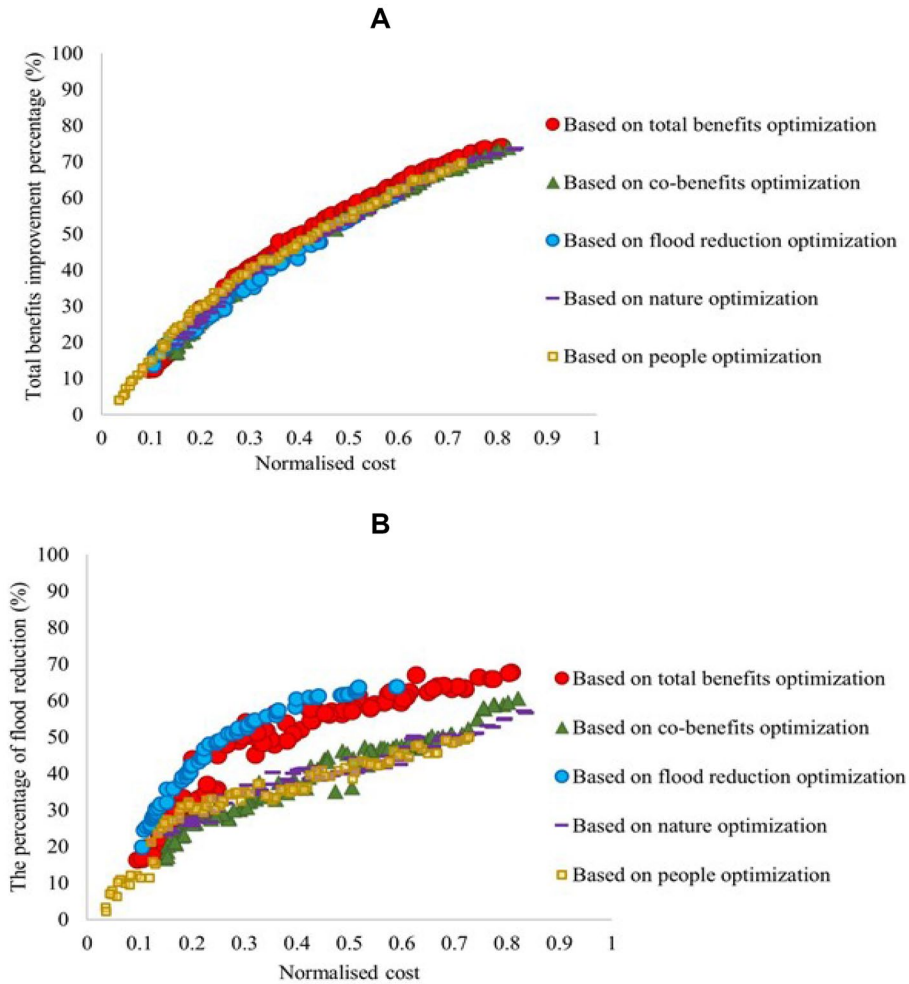 A
Total benefits improvement percentage (%)
100
90
80
70
60
50
40
30
20
10
0
0 0.1 0.2 0.3 0.4 0.5 0.6 0.7 0.8 0.9 1
Normalised cost
Based on total benefits optimization
Based on co-benefits optimization
Based on flood reduction optimization
Based on nature optimization
Based on people optimization
B
The percentage of flood reduction (%)
100
90
80
70
60
50
40
30
20
10
0
0 0.1 0.2 0.3 0.4 0.5 0.6 0.7 0.8 0.9 1
Normalised cost
Based on total benefits optimization
Based on co-benefits optimization
Based on flood reduction optimization
Based on nature optimization
Based on people optimization